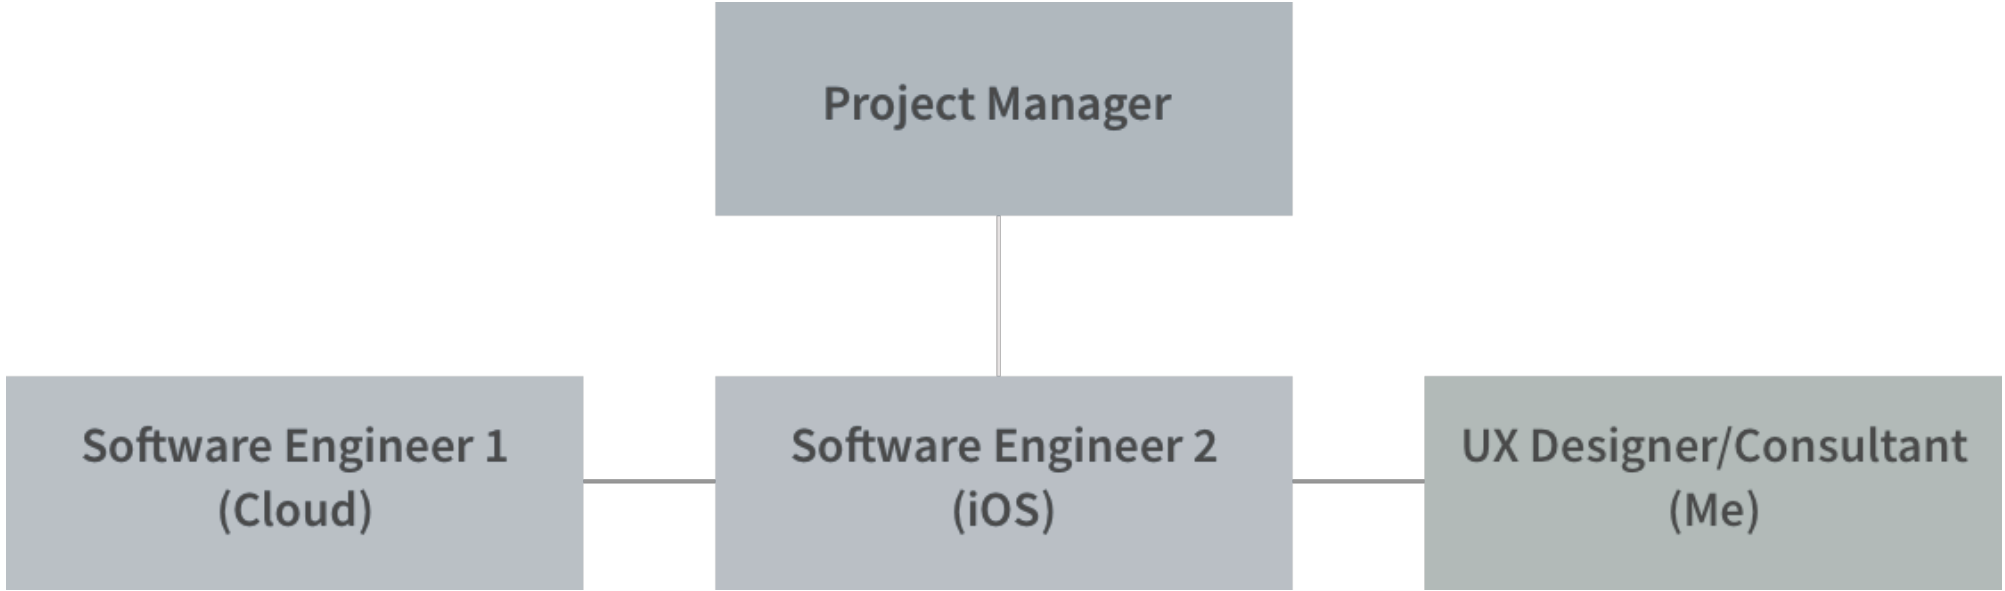 Project Manager
Software Engineer 1
(Cloud)
Software Engineer 2
(iOS)
UX Designer/Consultant
(Me)